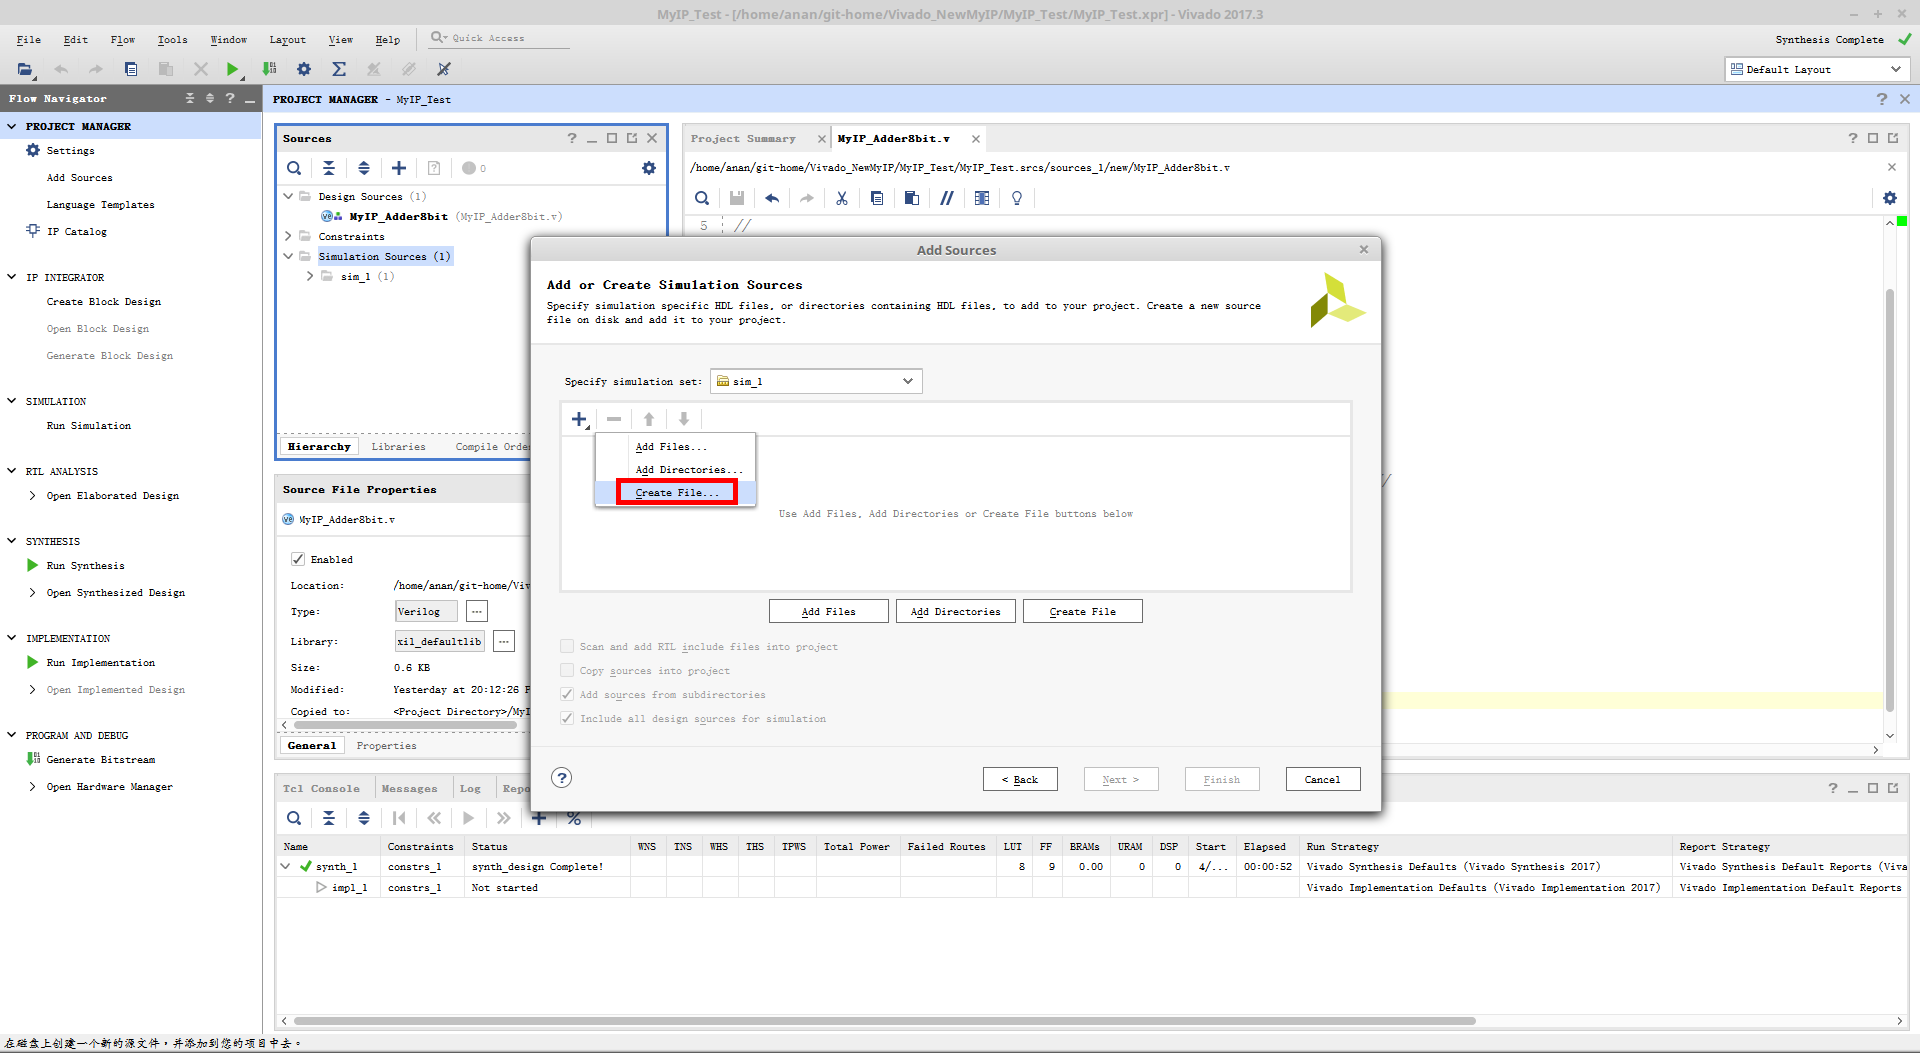 MyIP_Test - [/home/anan/git-home/Vivado_NewMyIP/MyIP_Test/MyIP_Test.xpr] - Vivado 2017.3
File Edit Flow Tools Window Layout View Help Quick Access
Synthesis Complete
Default Layout
Flow Navigator
PROJECT MANAGER - MyIP_Test
PROJECT MANAGER
Settings
Add Sources
Language Templates
IP Catalog
IP INTEGRATOR
Create Block Design
Open Block Design
Generate Block Design
SIMULATION
Run Simulation
RTL ANALYSIS
Open Elaborated Design
SYNTHESIS
Run Synthesis
Open Synthesized Design
IMPLEMENTATION
Run Implementation
Open Implemented Design
PROGRAM AND DEBUG
Generate Bitstream
Open Hardware Manager
Sources
0
Design Sources (1)
MyIP_Adder8bit (MyIP_Adder8bit.v)
Constraints
Simulation Sources (1)
sim_1 (1)
Hierarchy Libraries Compile Orde
Source File Properties
MyIP_Adder8bit.v
Enabled
Location: /home/anan/git-home/Viv
Type: Verilog
Library: xil_defaultlib
Size: 0.6 KB
Modified: Yesterday at 20:12:26 P
Copied to: <Project Directory>/MyI
General Properties
Project Summary MyIP_Adder8bit.v
/home/anan/git-home/Vivado_NewMyIP/MyIP_Test/MyIP_Test.srcs/sources_1/new/MyIP_Adder8bit.v
5 //
Add Sources
Add or Create Simulation Sources
Specify simulation specific HDL files, or directories containing HDL files, to add to your project. Create a new source
file on disk and add it to your project.
Specify simulation set: sim_1
Add Files...
Add Directories...
Create File...
Use Add Files, Add Directories or Create File buttons below
Add Files Add Directories Create File
Scan and add RTL include files into project
Copy sources into project
Add sources from subdirectories
Include all design sources for simulation
< Back Next > Finish Cancel
Tcl Console Messages Log Repo
Name Constraints Status WNS TNS WHS THS TPWS Total Power Failed Routes LUT FF BRAMs URAM DSP Start Elapsed Run Strategy Report Strategy
synth_1 constrs_1 synth_design Complete! 8 9 0.00 0 0 4/... 00:00:52 Vivado Synthesis Defaults (Vivado Synthesis 2017) Vivado Synthesis Default Reports (Viva
impl_1 constrs_1 Not started Vivado Implementation Defaults (Vivado Implementation 2017) Vivado Implementation Default Reports
在磁盘上创建一个新的源文件，并添加到您的项目中去。